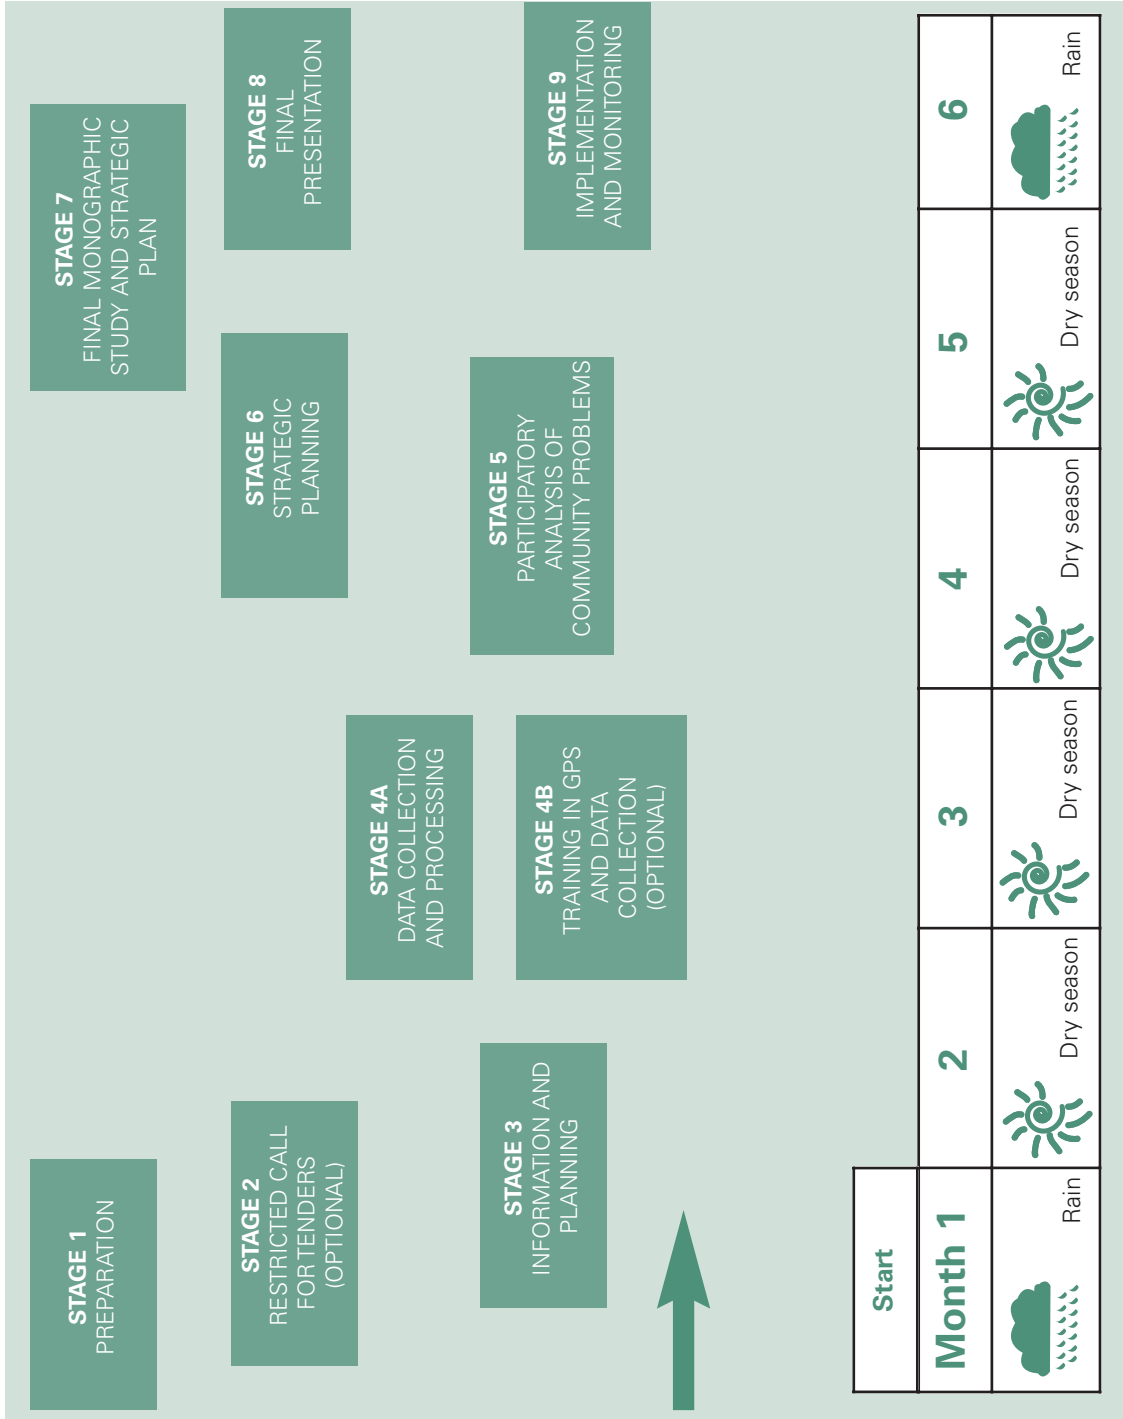 STAGE 1
PREPARATION
STAGE 2
RESTRICTED CALL
FOR TENDERS
(OPTIONAL)
STAGE 3
INFORMATION AND
PLANNING
STAGE 4A
DATA COLLECTION
AND PROCESSING
STAGE 4B
TRAINING IN GPS
AND DATA
COLLECTION
(OPTIONAL)
STAGE 5
PARTICIPATORY
ANALYSIS OF
COMMUNITY PROBLEMS
STAGE 6
STRATEGIC
PLANNING
STAGE 7
FINAL MONOGRAPHIC
STUDY AND STRATEGIC
PLAN
STAGE 8
FINAL
PRESENTATION
STAGE 9
IMPLEMENTATION
AND MONITORING
Start
Month 1
2
3
4
5
6
Rain
Dry season
Dry season
Dry season
Dry season
Rain